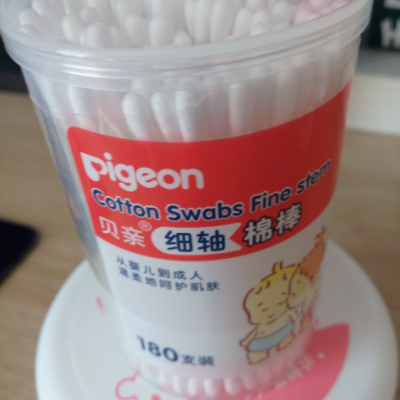 pigeon
Cotton Swabs Fine stem
贝亲® 细轴 棉棒
从婴儿到成人
温柔地呵护肌肤
180支装